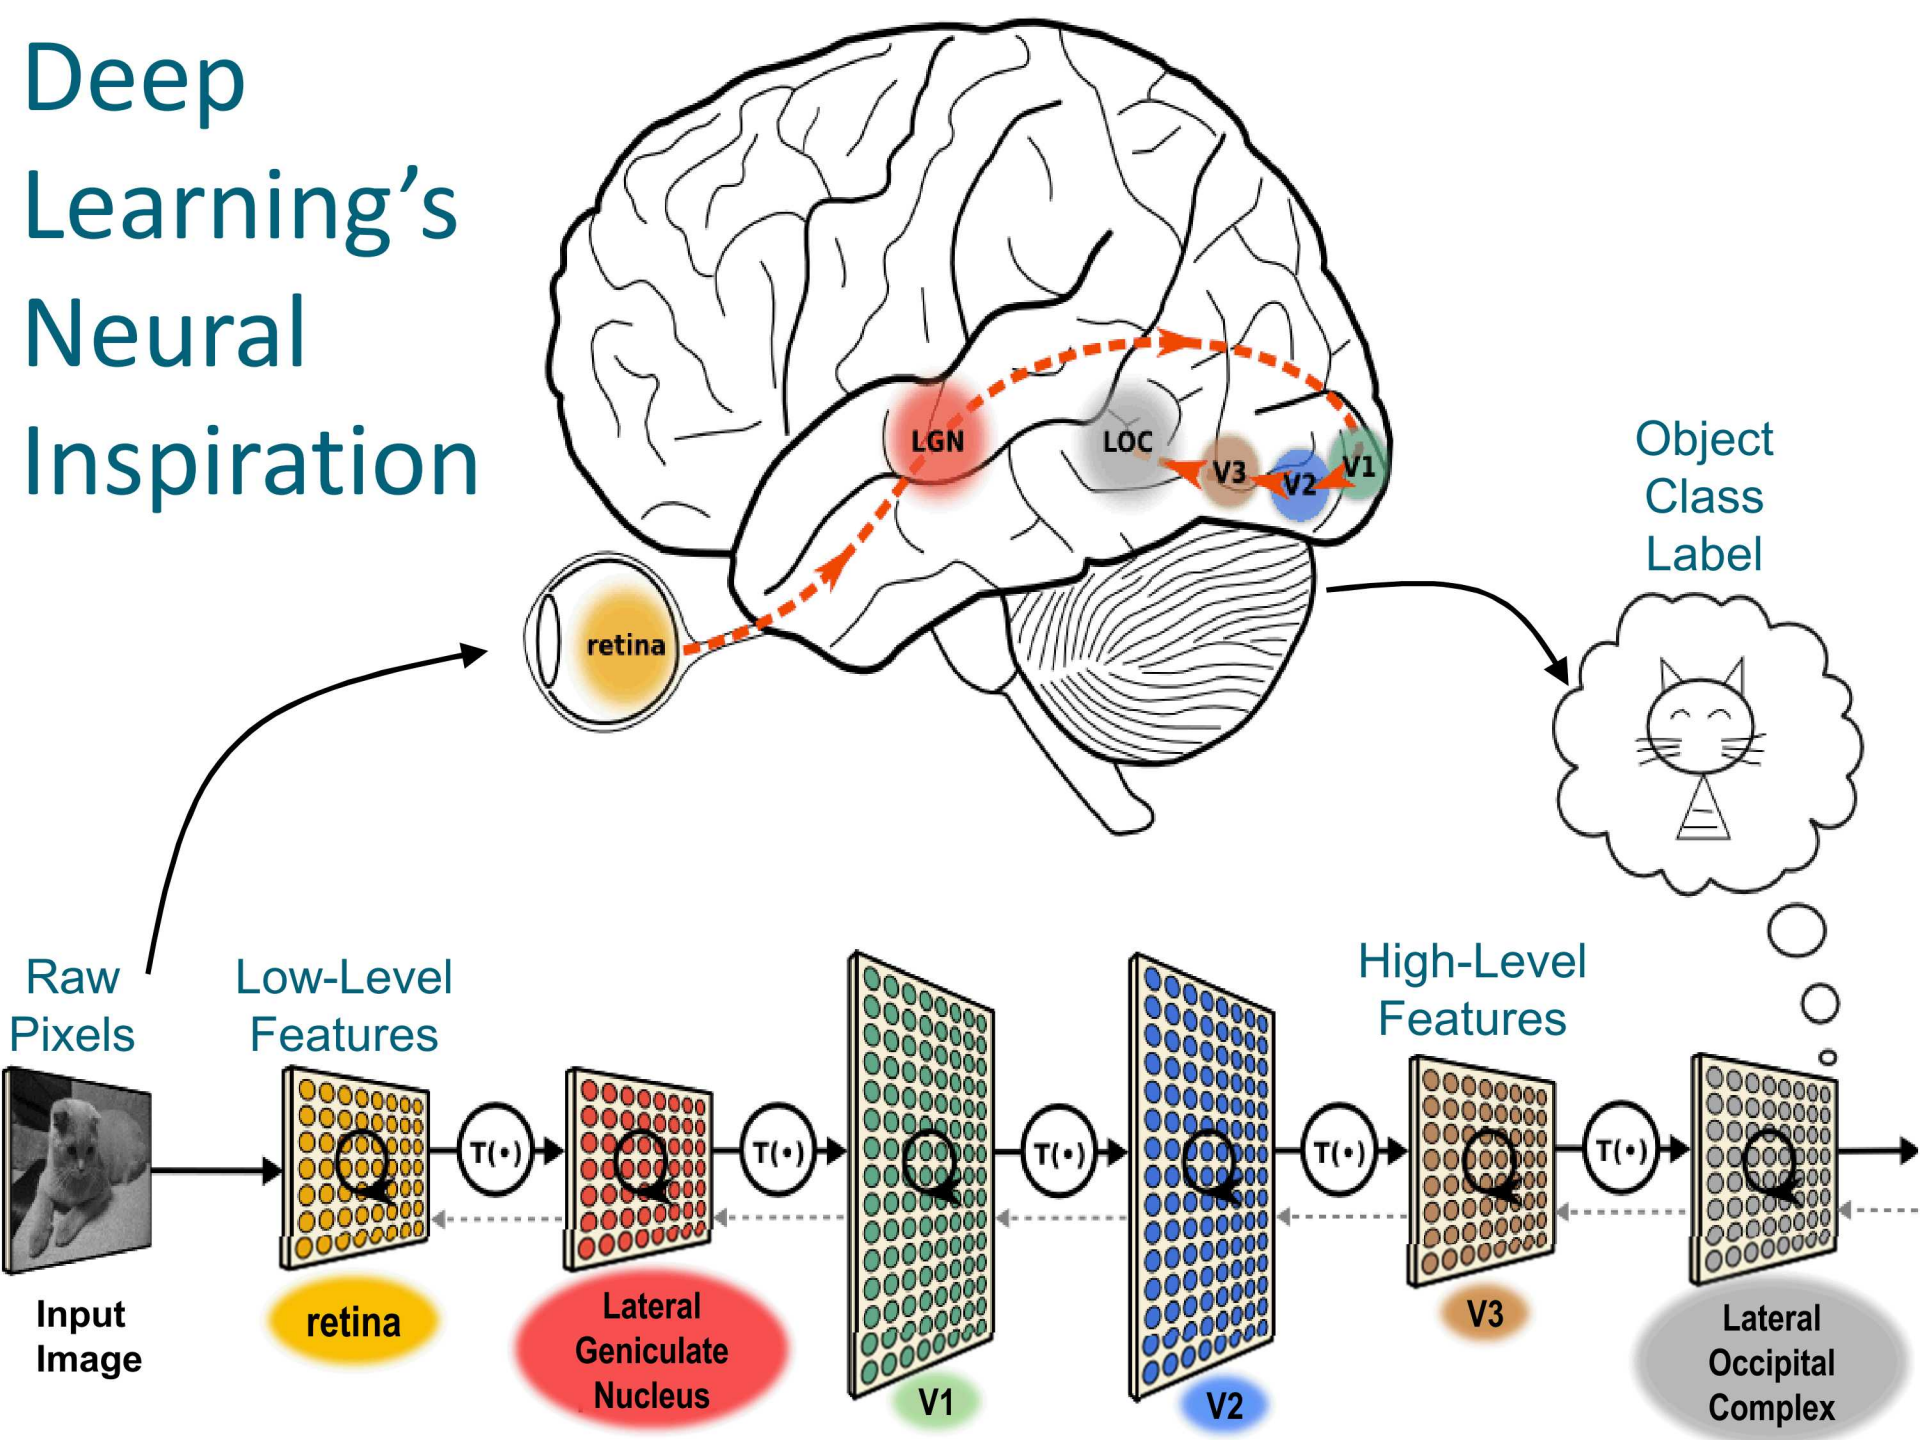 Deep
Learning’s
Neural
Inspiration
LGN
LOC
V3
V2
V1
retina
Object
Class
Label
Raw
Pixels
Low-Level
Features
High-Level
Features
T(•)
T(•)
T(•)
T(•)
T(•)
Input
Image
retina
Lateral
Geniculate
Nucleus
V1
V2
V3
Lateral
Occipital
Complex